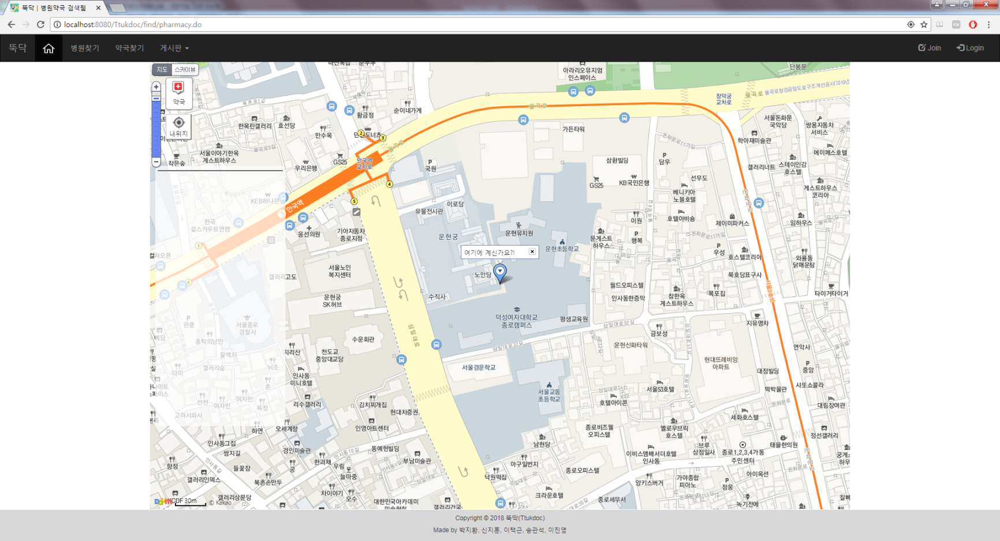 뚝닥 | 병원약국 검색웹
localhost:8080/Ttukdoc/find/pharmacy.do
뚝닥
병원찾기
약국찾기
게시판
Join
Login
지도
스카이뷰
약국
내위치
아라리오뮤지엄
인스페이스
단봉문
율곡로
창덕궁
교차로
순이네가게
황금정
한옥란갤러리
효선당
만수옥
가든타워
서울돈화문
국악당
쌍용자동차
서비스
학아재미술관
에이메스호텔
서울이야기한옥
게스트하우스
작은숲
우리은행
GS25
안국역
교차로
국원
삼환빌딩
담우
갤러리너트
스테이인감
호스텔
선무도
GS25
KB국민은행
베니키아
노블호텔
게스트하우스
코리아
KEB하나은행
안국역
유물전시관
이로당
호텔아비숌
제이미파커스
임하우스
한국
걸스카우트연맹
웅선의원
기아자동차
종로지점
운현궁
운현유치원
이원
문게스트
하우스
행복
운현초등학교
우성
호스텔코리아
와룡동
닭매운탕
여기에 계신가요?!
노안당
서울노인
복지센터
갤러리고도
묵호당표구사
월드오피스텔
인사동한증막
참한옥
게스트하우스
목포집
타이거타이거
수직사
운현궁
SK허브
덕성여자대학교
종로캠퍼스
평생교육원
지유명차
관훈
서울종로
경찰서
삼일대로
삼일대로32길
금보성
수운회관
운현신화타워
연악사
지리산
천도교
중앙대교당
서울경운학교
현대뜨레비앙
아파트
대정빌딩
중앙
인사동
미니호텔
서울교동
초등학교
서울53호텔
떡박물관
샤또쇼콜라
리수갤러리
김치찌개집
현대차증권
호텔아이콘
세화호스텔
대림장여관
고려서화사
하연
오세계향
인영아트센터
종로비즈웰
오피스텔
옐로우브릭
호스텔
정선갤러리
인사동그집
쌈지길
경인미술관
동예헌빌딩
남현당
브루
삼점일사
종로1,2,3,4가동
주민센터
태을한의원
향정
들꽃잠
한과채
우림
부남미술관
이비스앰배서더호텔
인사동
아구일번지
종로오피스텔
아이옥션
갤러리인덱스
북촌손만두
궁
늘마중
낙원떡집
양키스버거
가야종합
피아노
정웅
갤러리상문당
차이야기
오수
대한민국아카데미
크라운호텔
종로세무서
녹기전에
30m
© Kakao
Copyright © 2018 뚝딱(Ttukdoc)
Made by 박지환, 신지훈, 이택근, 송관석, 이진영